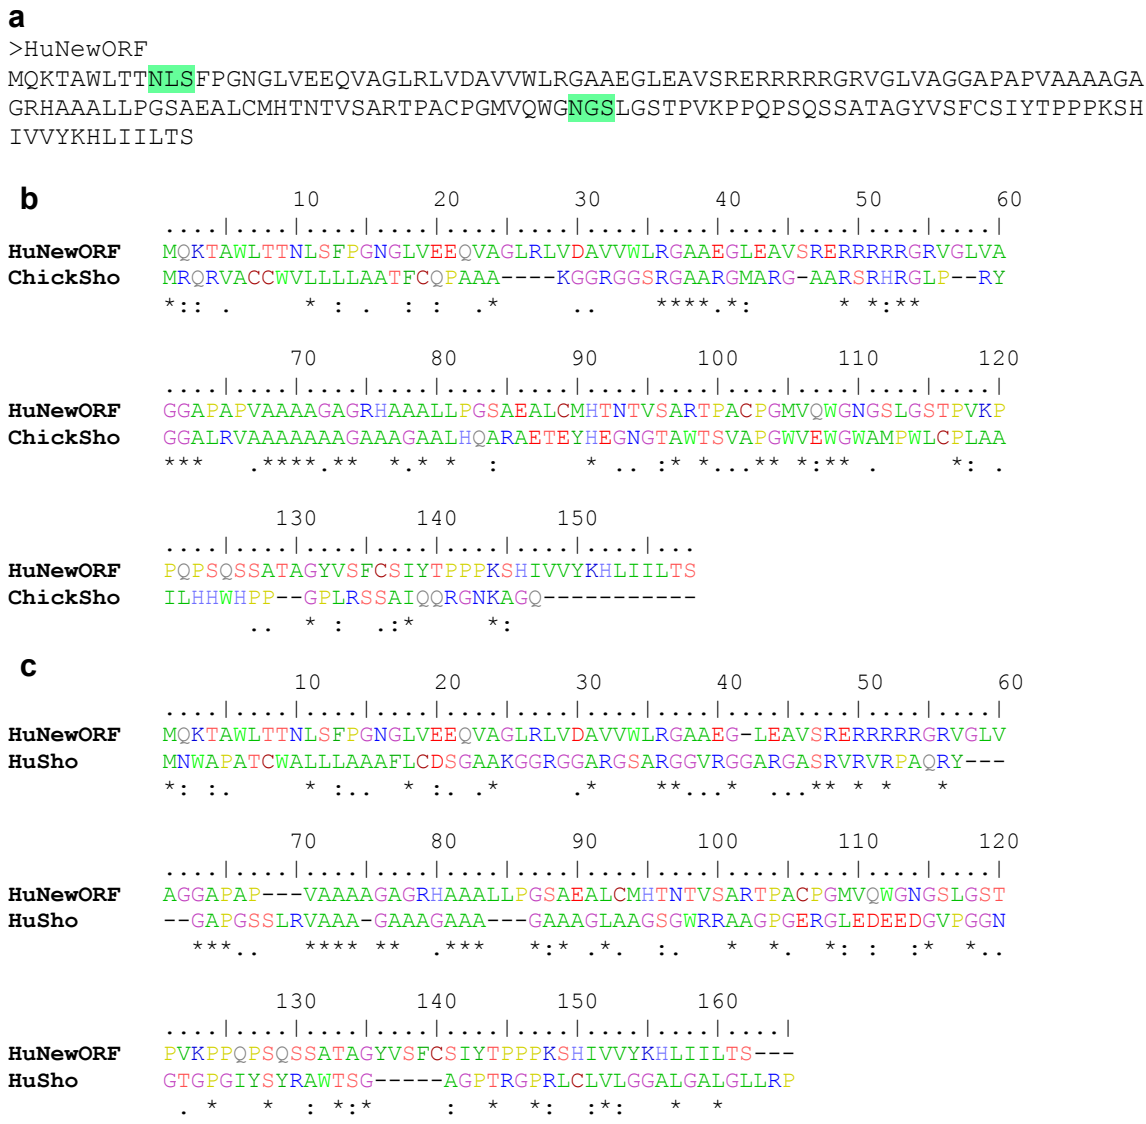 a
>HuNewORF
MQKTAWLTTNLSFPGNGLVEEQVAGLRLVDAVVWLRGAAEGLEAVSRERRRRRGRVGLVAGGAPAPVAAAAGA
GRHAAALLPGSAEALCMHTNTVSARTPACPGMVQWGNGSLGSTPVKPPQPSQSSATAGYVSFCSIYTPPPKSH
IVVYKHLIILTS
b
10 20 30 40 50 60
....|....|....|....|....|....|....|....|....|....|....|....|
HuNewORF MQKTAWLTTNLSFPGNGLVEEQVAGLRLVDAVVWLRGAAEGLEAVSRERRRRRGRVGLVA
ChickSho MRQRVACCWVLLLLAATFCQPAAA----KGGRGGSRGAARGMARG-AARSRHRGLP--RY
*:: .     * : .  : :  .*     ..    ****.*:      * *:**
70 80 90 100 110 120
....|....|....|....|....|....|....|....|....|....|....|....|
HuNewORF GGAPAPVAAAAGAGRHAAALLPGSAEALCMHTNTVSARTPACPGMVQWGNGSLGSTPVKP
ChickSho GGALRVAAAAAAAGAAAGAALHQARAETEYHEGNGTAWTSVAPGWVEWGWAMPWLCPLAA
***   .****.**  *.* *  :      * .. :* *...** *:** .     *: .
130 140 150
....|....|....|....|....|....|....|...
HuNewORF PQPSQSSATAGYVSFCSIYTPPPKSHIVVYKHLIILTS
ChickSho ILHHWHPP--GPLRSSAIQQRGNKAGQ-----------
..  * :  .:*     *:
c
10 20 30 40 50 60
....|....|....|....|....|....|....|....|....|....|....|....|
HuNewORF MQKTAWLTTNLSFPGNGLVEEQVAGLRLVDAVVWLRGAAEG-LEAVSRERRRRRGRVGLV
HuSho MNWAPATCWALLLAAAFLCDSGAAKGGRGGARGSARGGVRGGARGASRVRVRPAQRY---
*: :.     * :..  * :. .*     .*    **...*  ..** * *   *
70 80 90 100 110 120
....|....|....|....|....|....|....|....|....|....|....|....|
HuNewORF AGGAPAP---VAAAAGAGRHAAALLPGSAEALCMHTNTVSARTPACPGMVQWGNGSLGST
HuSho --GAPGSSLRVAAA-GAAAGAAA---GAAAGLAAGSGWRRAAGPGERGLEDEEDGVPGGN
***..   **** **  .***   *:* .*.  :.   *  *.  *: :  :*  *..
130 140 150 160
....|....|....|....|....|....|....|....|....|
HuNewORF PVKPPQPSQSSATAGYVSFCSIYTPPPKSHIVVYKHLIILTS---
HuSho GTGPGIYSYRAWTSG-----AGPTRGPRLCLVLGGALGALGLLRP
. *   *  : *:*     :  *  *:  :*:   *  *